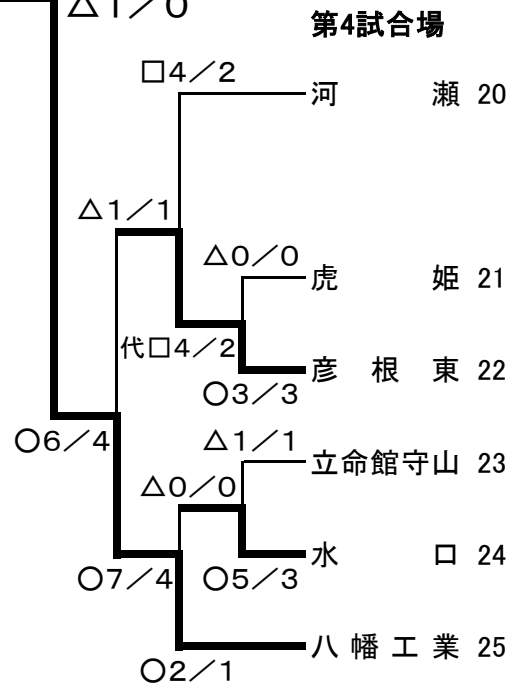 △1／0
第4試合場
□4／2
河瀬 20
△1／1
△0／0
虎姫 21
代□4／2
彦根東 22
○3／3
○6／4
△1／1
立命館守山 23
△0／0
水口 24
○7／4
○5／3
八幡工業 25
○2／1